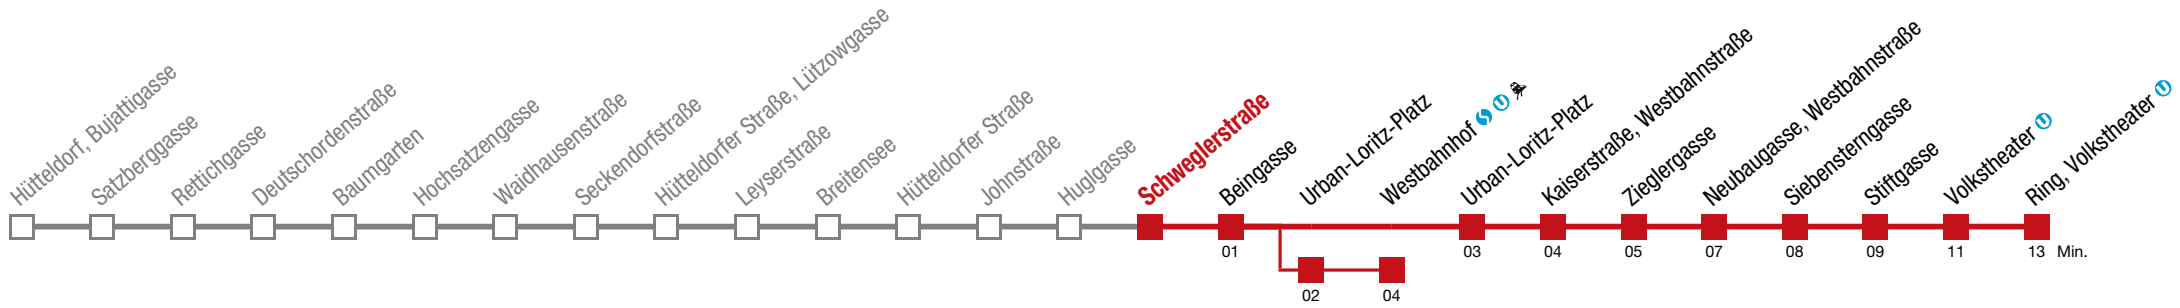 Hütteldorf, Bujattigasse
Satzberggasse
Rettichgasse
Deutschordenstraße
Baumgarten
Hochsatzengasse
Waidhausenstraße
Seckendorfstraße
Hütteldorfer Straße, Lützowgasse
Leyserstraße
Breitensee
Hütteldorfer Straße
Johnstraße
Huglgasse
Schweglerstraße
Beingasse
Urban-Loritz-Platz
Westbahnhof S U
Urban-Loritz-Platz
Kaiserstraße, Westbahnstraße
Zieglergasse
Neubaugasse, Westbahnstraße
Siebensterngasse
Stiftgasse
Volkstheater U
Ring, Volkstheater U
01 03 04 05 07 08 09 11 13 Min.
02 04